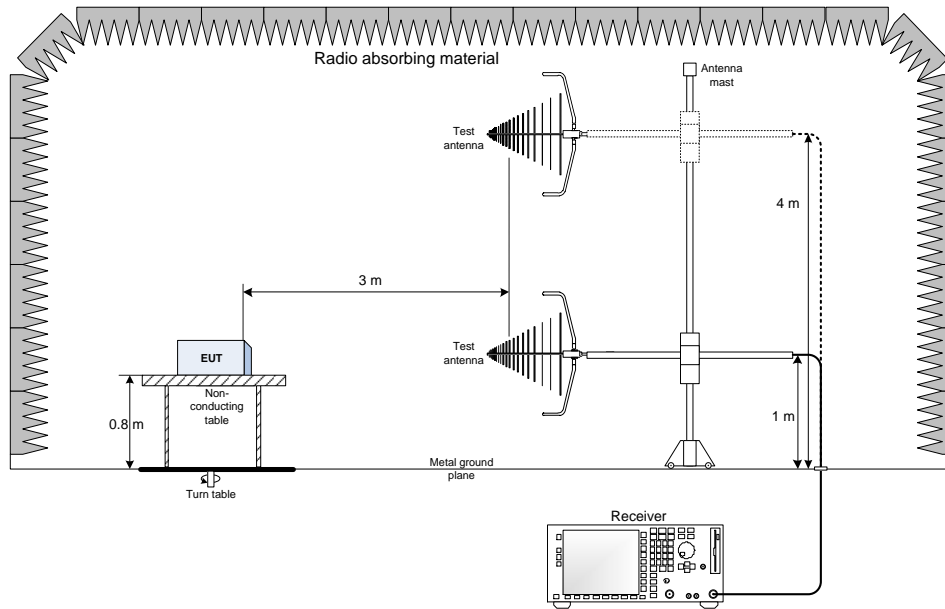 Radio absorbing material
Antenna
mast
Test
antenna
4 m
3 m
Test
antenna
EUT
Non-
conducting
table
0.8 m
1 m
Metal ground
plane
Turn table
Receiver